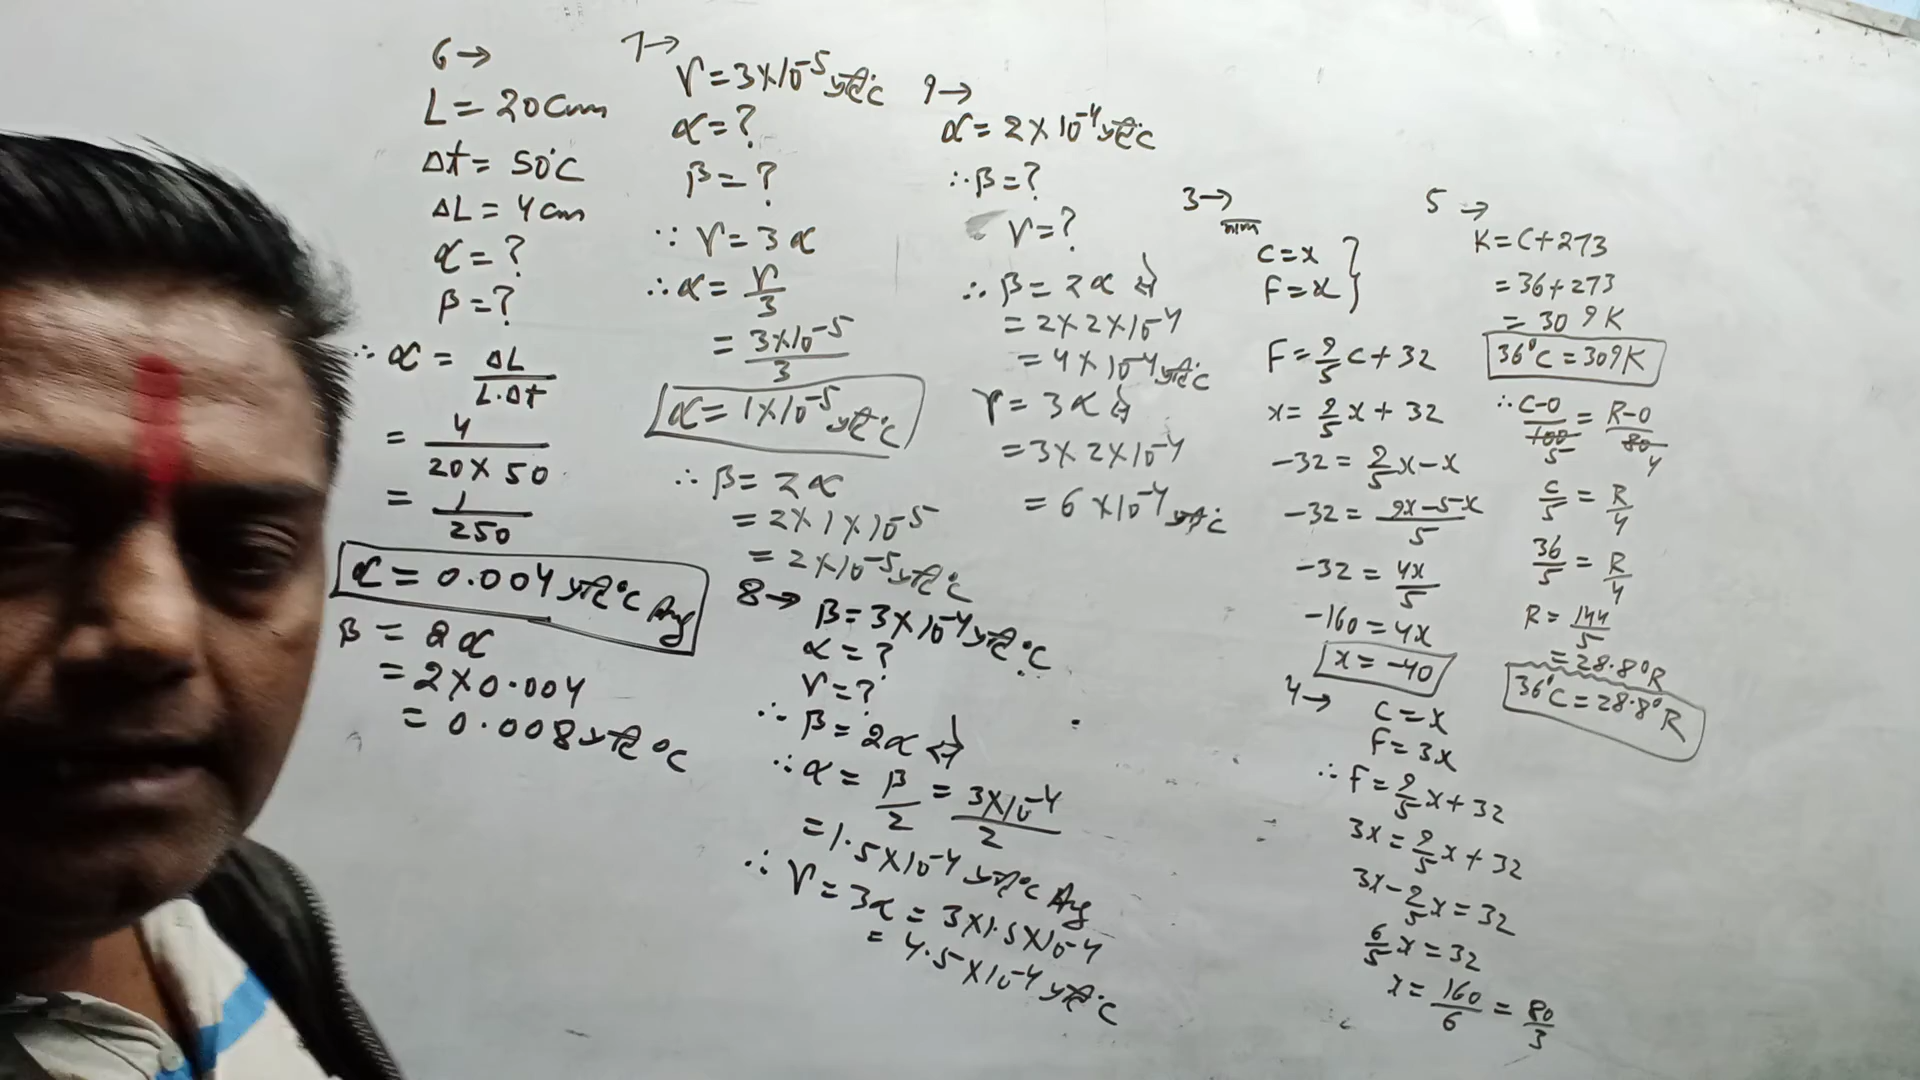 6→
L = 20cm
Δt = 50°C
ΔL = 4cm
α = ?
β = ?
∴ α = ΔL / L.Δt
= 4 / 20 × 50
= 1 / 250
α = 0.004 प्रति °C Ans
β = 2α
= 2 × 0.004
= 0.008 प्रति °C
7→
γ = 3×10⁻⁵ प्रति °C
α = ?
β = ?
∵ γ = 3α
∴ α = γ / 3
= 3×10⁻⁵ / 3
α = 1×10⁻⁵ प्रति °C
∴ β = 2α
= 2×1×10⁻⁵
= 2×10⁻⁵ प्रति °C
8→ β = 3×10⁻⁴ प्रति °C
α = ?
γ = ?
∴ β = 2α से
∴ α = β / 2 = 3×10⁻⁴ / 2
= 1.5×10⁻⁴ प्रति °C Ans
∴ γ = 3α = 3×1.5×10⁻⁴
= 4.5×10⁻⁴ प्रति °C
9→
α = 2×10⁻⁴ प्रति °C
∴ β = ?
γ = ?
∴ β = 2α से
= 2×2×10⁻⁴
= 4×10⁻⁴ प्रति °C
γ = 3α से
= 3×2×10⁻⁴
= 6×10⁻⁴ प्रति °C
3→
माना
C = x
F = x }
F = 9/5 C + 32
x = 9/5 x + 32
-32 = 9/5 x - x
-32 = 9x - 5x / 5
-32 = 4x / 5
-160 = 4x
x = -40
4→ C = x
F = 3x
∴ F = 9/5 x + 32
3x = 9/5 x + 32
3x - 9/5 x = 32
6/5 x = 32
x = 160 / 6 = 80 / 3
5→
K = C + 273
= 36 + 273
= 309K
36°C = 309K
∴ C-0 / 100 5 = R-0 / 80 4
C/5 = R/4
36/5 = R/4
R = 144 / 5
= 28.8°R
36°C = 28.8°R